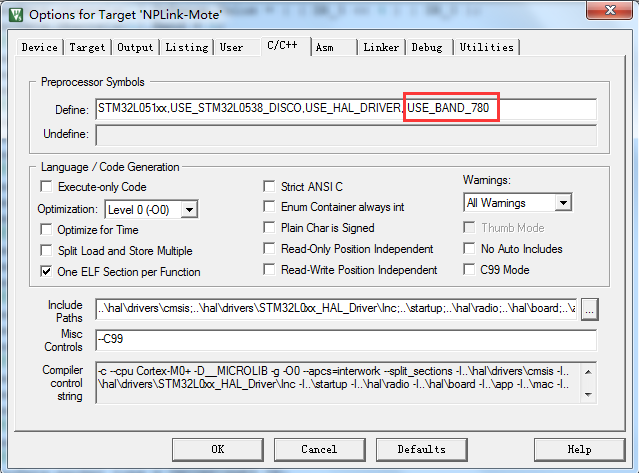 Options for Target 'NPLink-Mote'
Device Target Output Listing User C/C++ Asm Linker Debug Utilities
Preprocessor Symbols
Define: STM32L051xx,USE_STM32L0538_DISCO,USE_HAL_DRIVER, USE_BAND_780
Undefine:
Language / Code Generation
Execute-only Code Strict ANSI C Warnings:
Optimization: Level 0 (-O0) Enum Container always int All Warnings
Optimize for Time Plain Char is Signed Thumb Mode
Split Load and Store Multiple Read-Only Position Independent No Auto Includes
One ELF Section per Function Read-Write Position Independent C99 Mode
Include Paths ..\hal\drivers\cmsis;..\hal\drivers\STM32L0xx_HAL_Driver\Inc;..\startup;..\hal\radio;..\hal\board;..\a ...
Misc Controls --C99
Compiler control string -c --cpu Cortex-M0+ -D__MICROLIB -g -O0 --apcs=interwork --split_sections -I..\hal\drivers\cmsis -I..
\hal\drivers\STM32L0xx_HAL_Driver\Inc -I..\startup -I..\hal\radio -I..\hal\board -I..\app -I..\mac -I..
OK Cancel Defaults Help